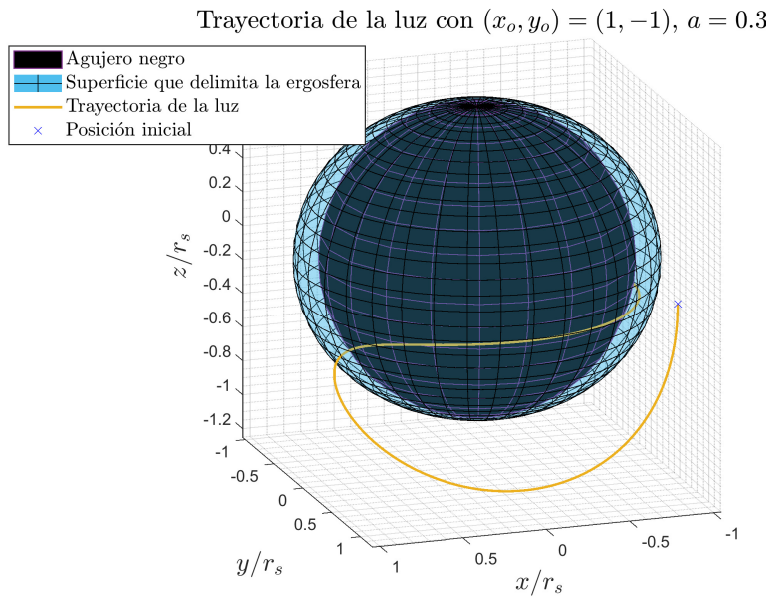 Trayectoria de la luz con (x_o, y_o) = (1, −1), a = 0.3
Agujero negro
Superficie que delimita la ergosfera
Trayectoria de la luz
Posición inicial
0.4
0.2
0
-0.2
-0.4
-0.6
-0.8
-1
-1.2
z/r_s
-1
-0.5
0
0.5
1
y/r_s
1
0.5
0
-0.5
-1
x/r_s